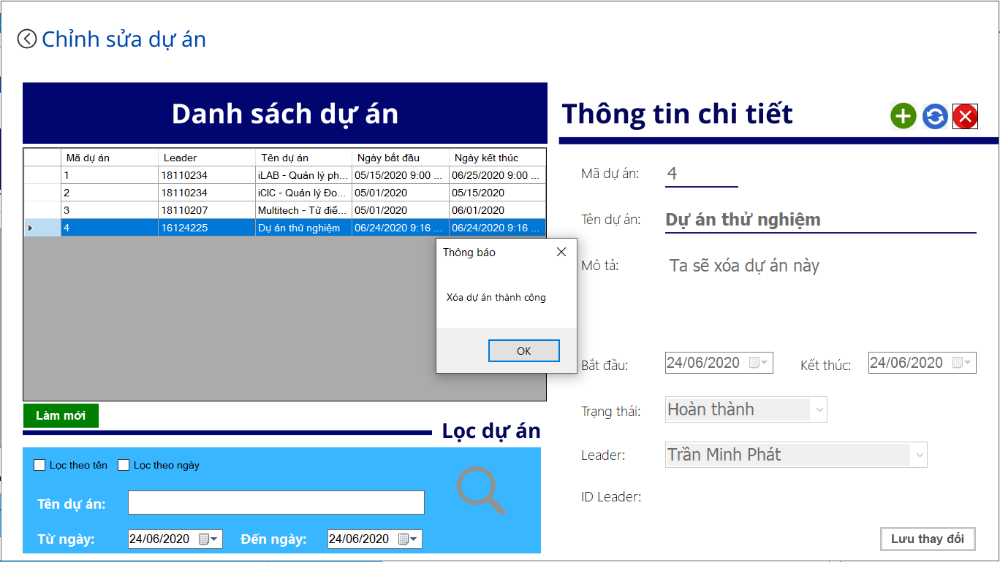 Chỉnh sửa dự án
Danh sách dự án
Mã dự án Leader Tên dự án Ngày bắt đầu Ngày kết thúc
1 18110234 iLAB - Quản lý ph... 05/15/2020 9:00 ... 06/25/2020 9:00 ...
2 18110234 iCIC - Quản lý Đo... 05/01/2020 05/15/2020
3 18110207 Multitech - Từ điể... 05/01/2020 06/01/2020
4 16124225 Dự án thử nghiệm 06/24/2020 9:16 ... 06/24/2020 9:16 ...
Thông báo
Xóa dự án thành công
OK
Làm mới
Lọc dự án
Lọc theo tên Lọc theo ngày
Tên dự án:
Từ ngày: 24/06/2020 Đến ngày: 24/06/2020
Thông tin chi tiết
Mã dự án: 4
Tên dự án: Dự án thử nghiệm
Mô tả: Ta sẽ xóa dự án này
Bắt đầu: 24/06/2020 Kết thúc: 24/06/2020
Trạng thái: Hoàn thành
Leader: Trần Minh Phát
ID Leader:
Lưu thay đổi